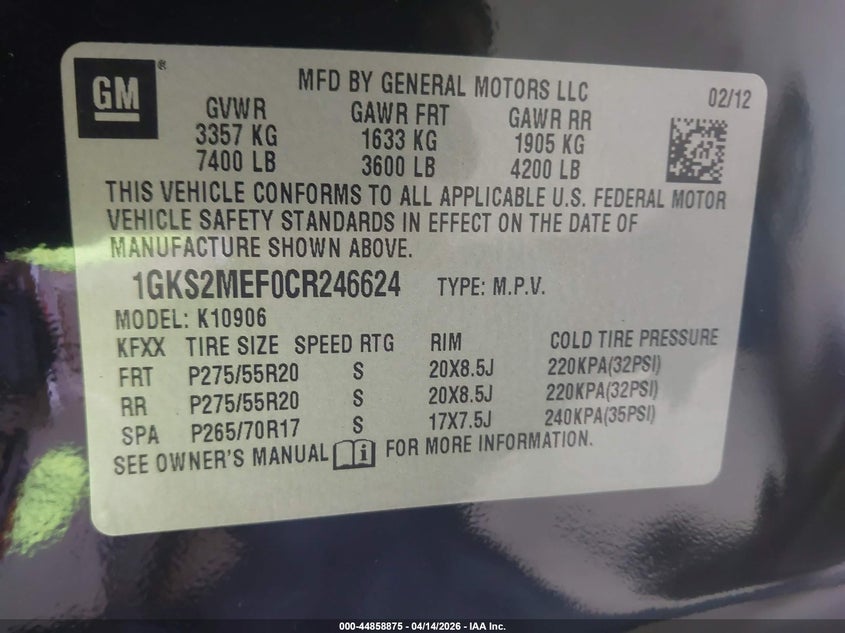 GM ®
MFD BY GENERAL MOTORS LLC 02/12
GVWR GAWR FRT GAWR RR
3357 KG 1633 KG 1905 KG
7400 LB 3600 LB 4200 LB
THIS VEHICLE CONFORMS TO ALL APPLICABLE U.S. FEDERAL MOTOR
VEHICLE SAFETY STANDARDS IN EFFECT ON THE DATE OF
MANUFACTURE SHOWN ABOVE.
1GKS2MEF0CR246624 TYPE: M.P.V.
MODEL: K10906
KFXX TIRE SIZE SPEED RTG RIM COLD TIRE PRESSURE
FRT P275/55R20 S 20X8.5J 220KPA(32PSI)
RR P275/55R20 S 20X8.5J 220KPA(32PSI)
SPA P265/70R17 S 17X7.5J 240KPA(35PSI)
SEE OWNER'S MANUAL i FOR MORE INFORMATION.
000-44858875 - 04/14/2026 - IAA Inc.